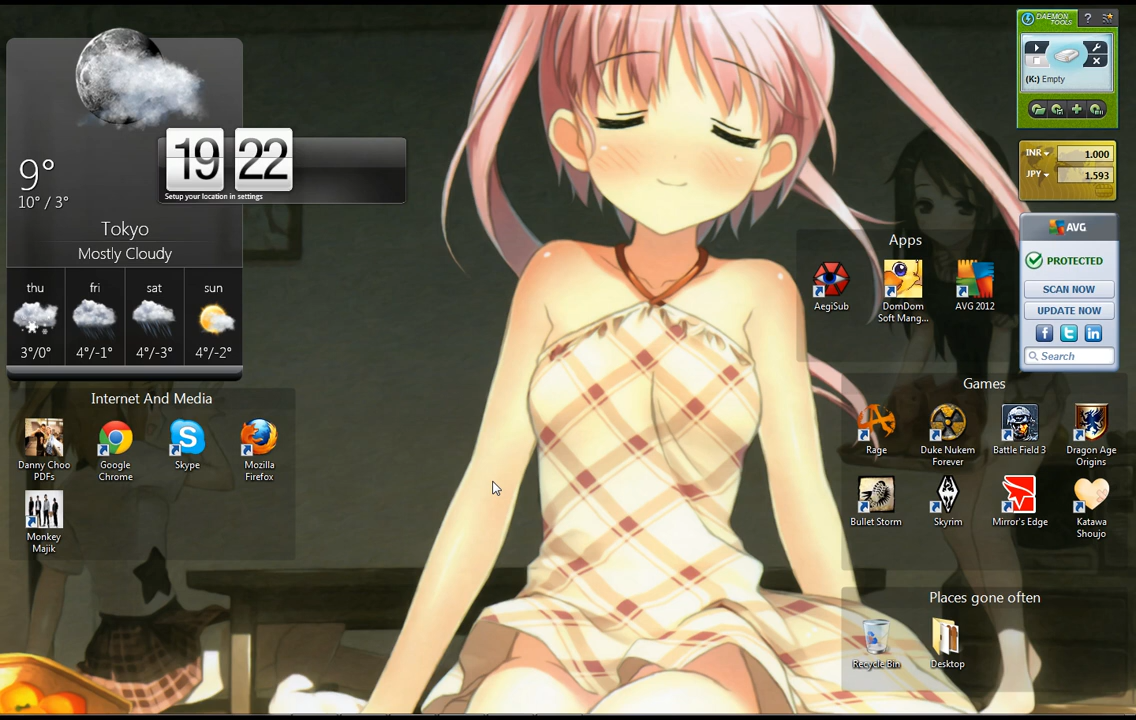 9°
10° / 3°
19 22
Setup your location in settings
Tokyo
Mostly Cloudy
thu fri sat sun
3°/0° 4°/-1° 4°/-3° 4°/-2°
Internet And Media
Danny Choo
PDFs
Google
Chrome
Skype
Mozilla
Firefox
Monkey
Majik
DAEMON
TOOLS
?
(K:) Empty
INR 1.000
JPY 1.593
AVG
PROTECTED
SCAN NOW
UPDATE NOW
Search
Apps
AegiSub
DomDom
Soft Mang...
AVG 2012
Games
Rage
Duke Nukem
Forever
Battle Field 3
Dragon Age
Origins
Bullet Storm
Skyrim
Mirror's Edge
Katawa
Shoujo
Places gone often
Recycle Bin
Desktop